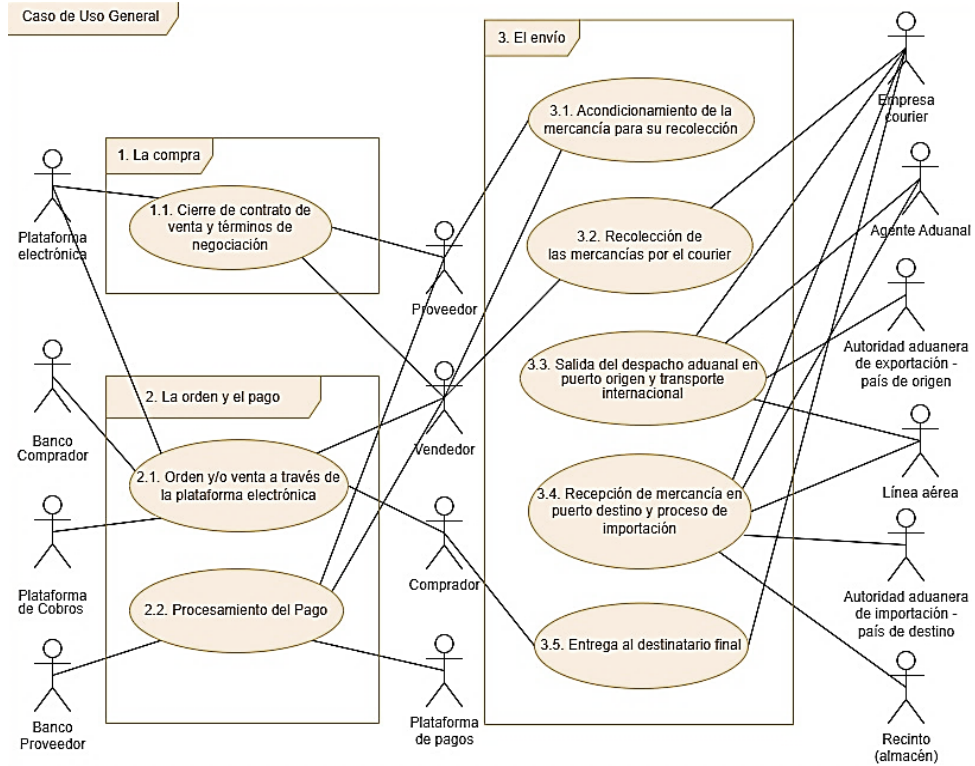 Caso de Uso General
3. El envío
Empresa
courier
3.1. Acondicionamiento de la
mercancía para su recolección
1. La compra
Plataforma
electrónica
1.1. Cierre de contrato de
venta y términos de
negociación
Proveedor
3.2. Recolección de
las mercancías por el courier
Agente Aduanal
Autoridad aduanera
de exportación -
país de origen
3.3. Salida del despacho aduanal en
puerto origen y transporte
internacional
2. La orden y el pago
Banco
Comprador
Vendedor
2.1. Orden y/o venta a través de
la plataforma electrónica
3.4. Recepción de mercancía en
puerto destino y proceso de
importación
Línea aérea
Plataforma
de Cobros
Comprador
2.2. Procesamiento del Pago
Autoridad aduanera
de importación -
país de destino
3.5. Entrega al destinatario final
Banco
Proveedor
Plataforma
de pagos
Recinto
(almacén)